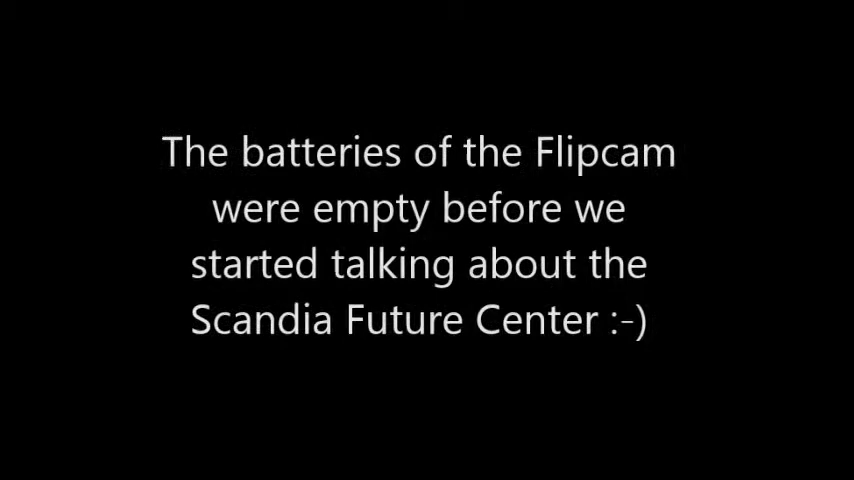 The batteries of the Flipcam
were empty before we
started talking about the
Scandia Future Center :-)